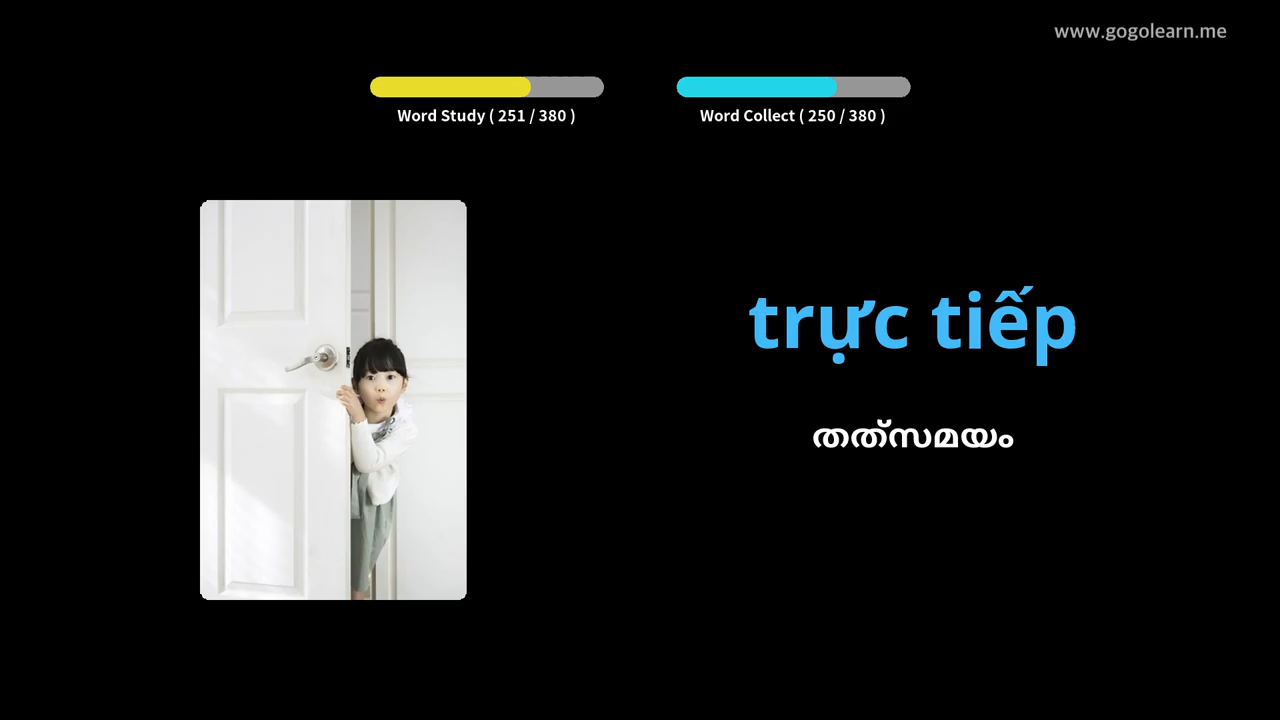 www.gogolearn.me
Word Study ( 251 / 380 )
Word Collect ( 250 / 380 )
trực tiếp
തത്സമയം